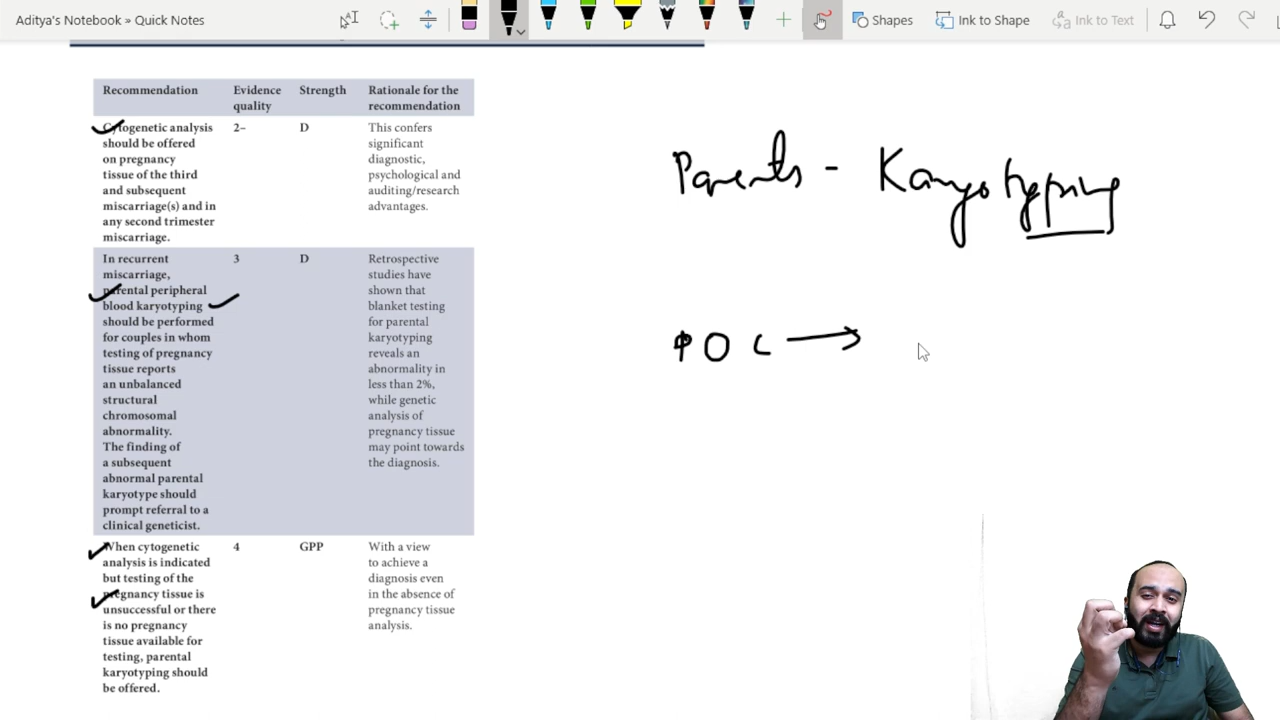 Aditya's Notebook » Quick Notes
Shapes
Ink to Shape
Ink to Text
Recommendation
Evidence
quality
Strength
Rationale for the
recommendation
Cytogenetic analysis
should be offered
on pregnancy
tissue of the third
and subsequent
miscarriage(s) and in
any second trimester
miscarriage.
2–
D
This confers
significant
diagnostic,
psychological and
auditing/research
advantages.
In recurrent
miscarriage,
parental peripheral
blood karyotyping
should be performed
for couples in whom
testing of pregnancy
tissue reports
an unbalanced
structural
chromosomal
abnormality.
The finding of
a subsequent
abnormal parental
karyotype should
prompt referral to a
clinical geneticist.
3
D
Retrospective
studies have
shown that
blanket testing
for parental
karyotyping
reveals an
abnormality in
less than 2%,
while genetic
analysis of
pregnancy tissue
may point towards
the diagnosis.
When cytogenetic
analysis is indicated
but testing of the
pregnancy tissue is
unsuccessful or there
is no pregnancy
tissue available for
testing, parental
karyotyping should
be offered.
4
GPP
With a view
to achieve a
diagnosis even
in the absence of
pregnancy tissue
analysis.
Parents - Karyotyping
POC →